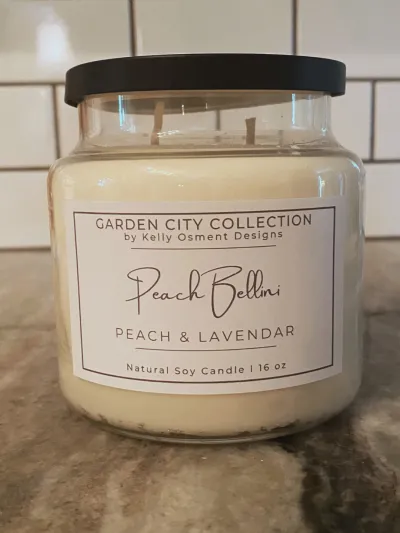 GARDEN CITY COLLECTION
by Kelly Osment Designs
Peach Bellini
PEACH & LAVENDAR
Natural Soy Candle | 16 oz